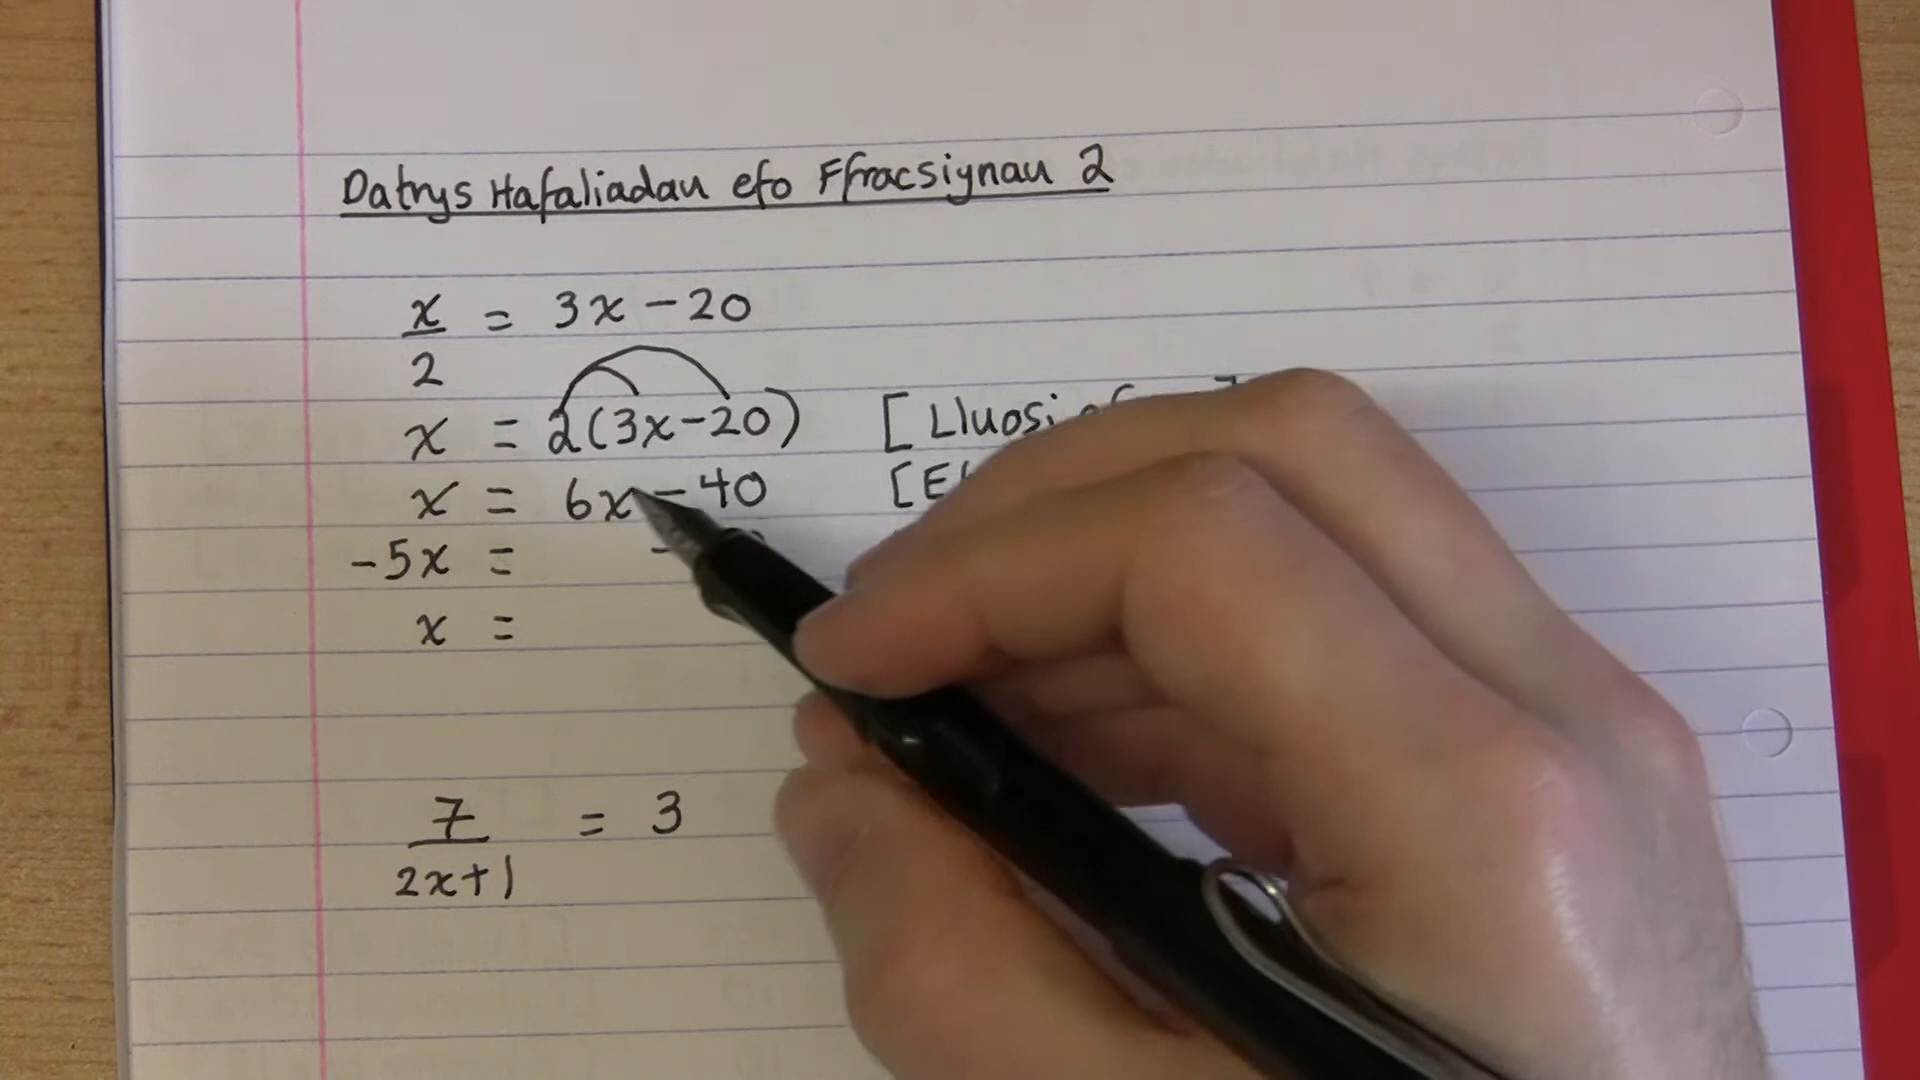 Datrys Hafaliadau efo Ffracsiynau 2
x/2 = 3x - 20
x = 2(3x-20) [Lluosi
x = 6x - 40 [
-5x = -
x =
7/(2x+1) = 3